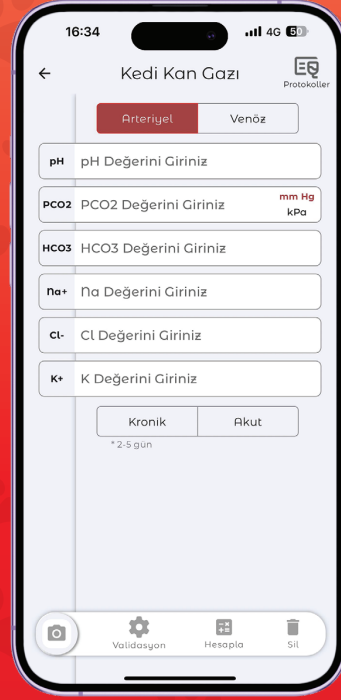 16:34
4G 50
Kedi Kan Gazı
Protokoller
Arteriyel
Venöz
pH
pH Değerini Giriniz
PCO2
PCO2 Değerini Giriniz
mm Hg
kPa
HCO3
HCO3 Değerini Giriniz
Na+
Na Değerini Giriniz
Cl-
Cl Değerini Giriniz
K+
K Değerini Giriniz
Kronik
Akut
* 2-5 gün
Validasyon
Hesapla
Sil